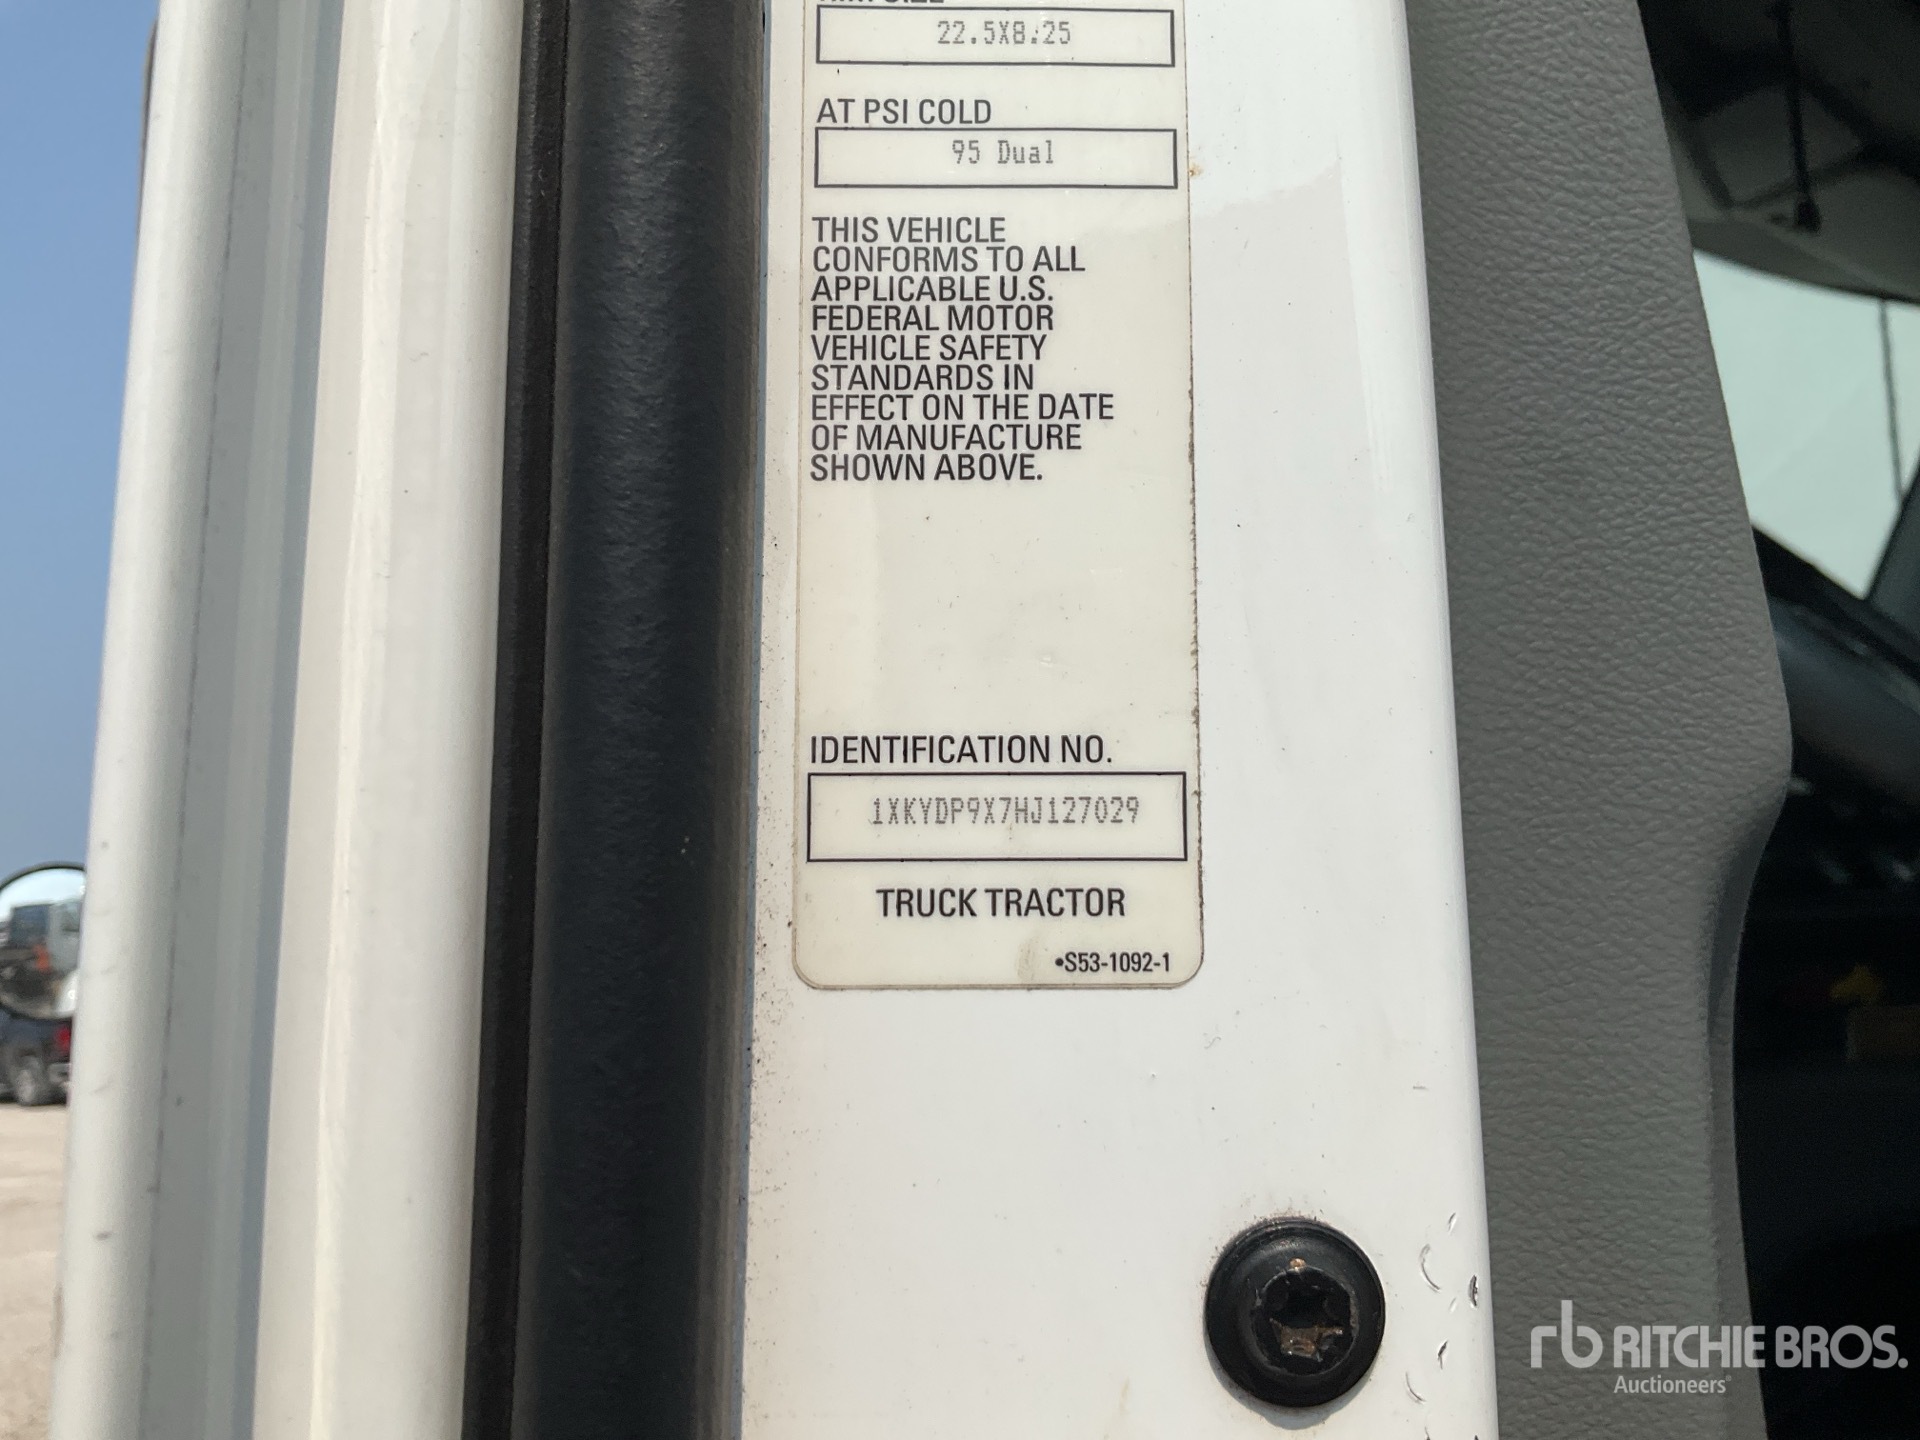 RIM SIZE
22.5X8.25
AT PSI COLD
95 Dual
THIS VEHICLE
CONFORMS TO ALL
APPLICABLE U.S.
FEDERAL MOTOR
VEHICLE SAFETY
STANDARDS IN
EFFECT ON THE DATE
OF MANUFACTURE
SHOWN ABOVE.
IDENTIFICATION NO.
1XKYDP9X7HJ127029
TRUCK TRACTOR
•S53-1092-1
rb RITCHIE BROS.
Auctioneers